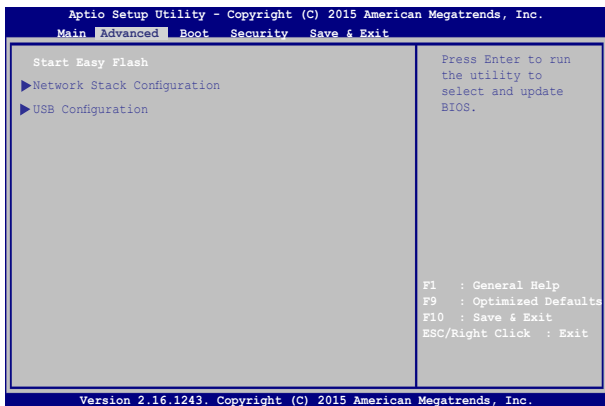 Aptio Setup Utility - Copyright (C) 2015 American Megatrends, Inc.
Main Advanced Boot Security Save & Exit
Start Easy Flash
Network Stack Configuration
USB Configuration
Press Enter to run
the utility to
select and update
BIOS.
F1 : General Help
F9 : Optimized Defaults
F10 : Save & Exit
ESC/Right Click : Exit
Version 2.16.1243. Copyright (C) 2015 American Megatrends, Inc.